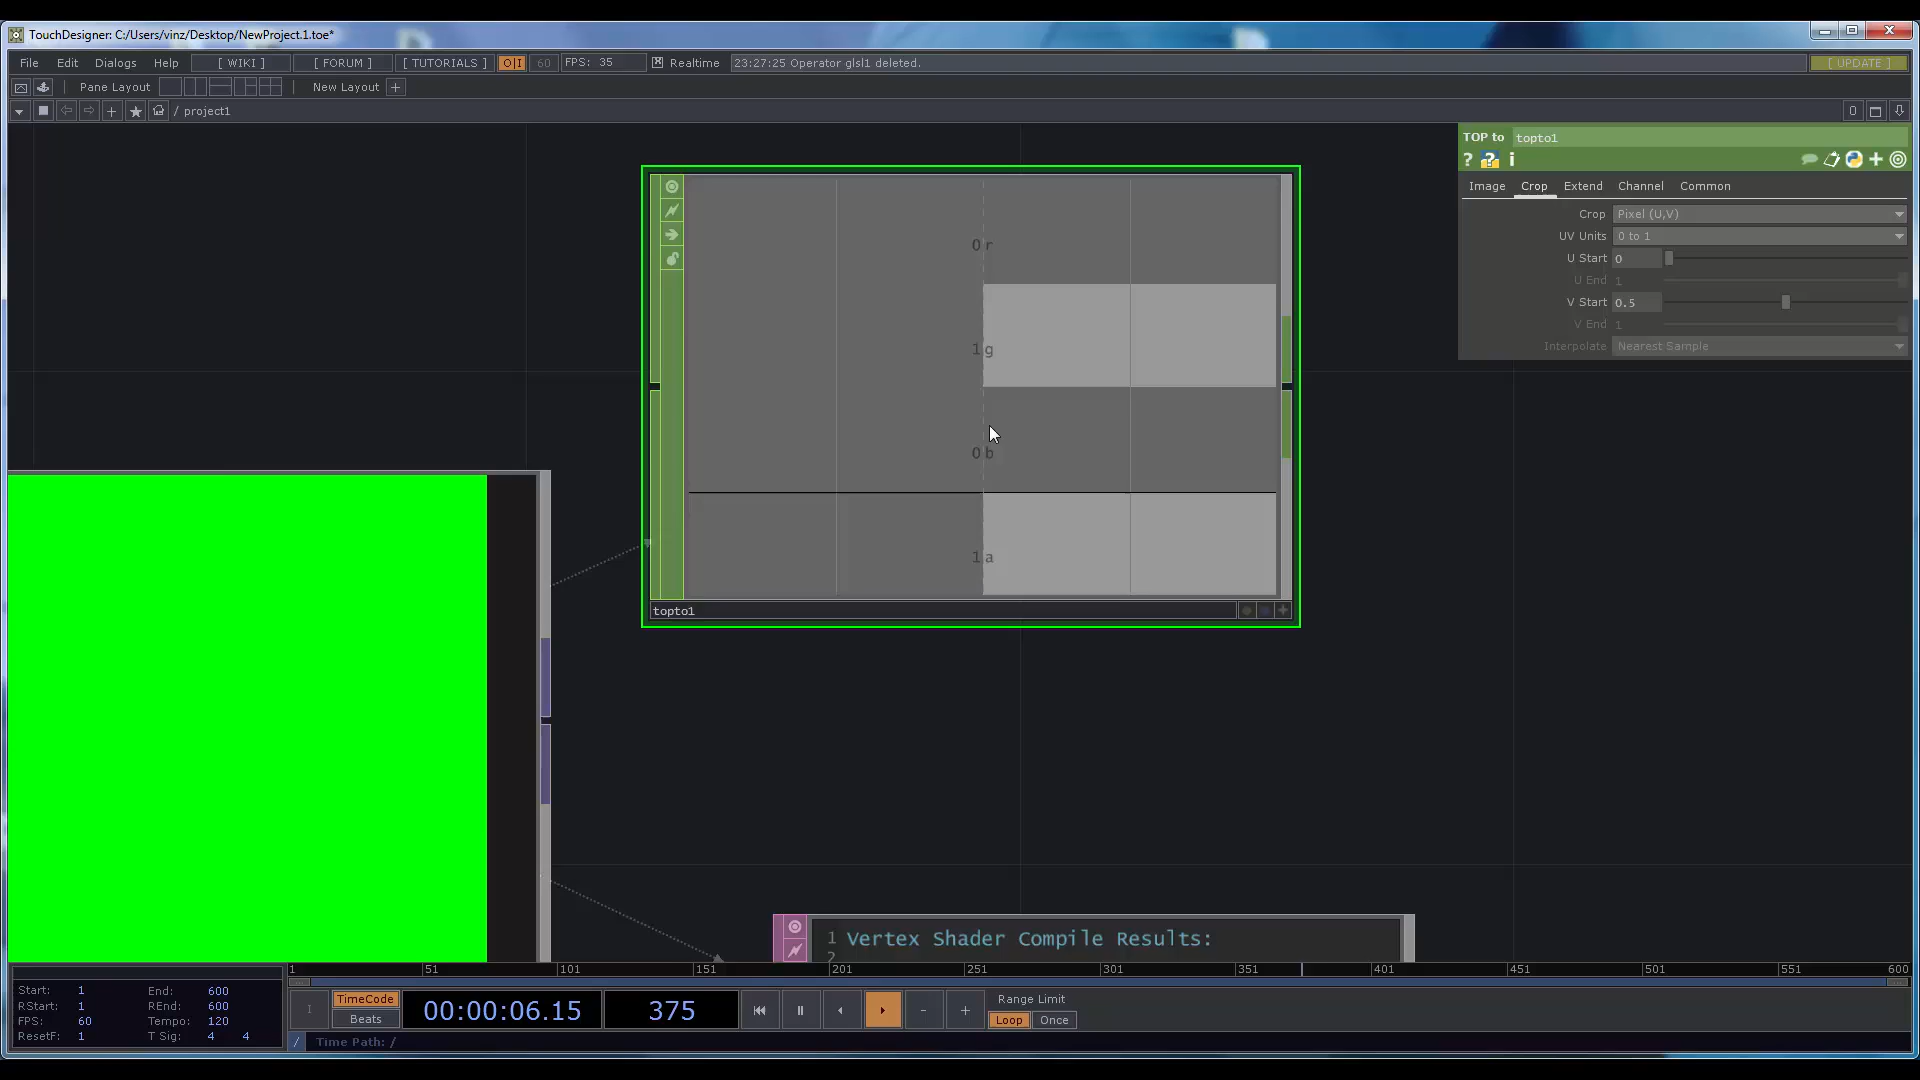 TouchDesigner: C:/Users/vinz/Desktop/NewProject.1.toe*
File Edit Dialogs Help [ WIKI ] [ FORUM ] [ TUTORIALS ] O|I 60 FPS: 35 Realtime 23:27:25 Operator glsl1 deleted. [ UPDATE ]
Pane Layout New Layout +
/ project1 0
TOP to topto1
? ? i
Image Crop Extend Channel Common
Crop Pixel (U,V)
UV Units 0 to 1
U Start 0
U End 1
V Start 0.5
V End 1
Interpolate Nearest Sample
0 r
1 g
0 b
1 a
topto1
1 Vertex Shader Compile Results:
2
1 51 101 151 201 251 301 351 401 451 501 551 600
Start: 1 End: 600
RStart: 1 REnd: 600
FPS: 60 Tempo: 120
ResetF: 1 T Sig: 4 4
I TimeCode
Beats
00:00:06.15 375
- +
Range Limit
Loop Once
/ Time Path: /